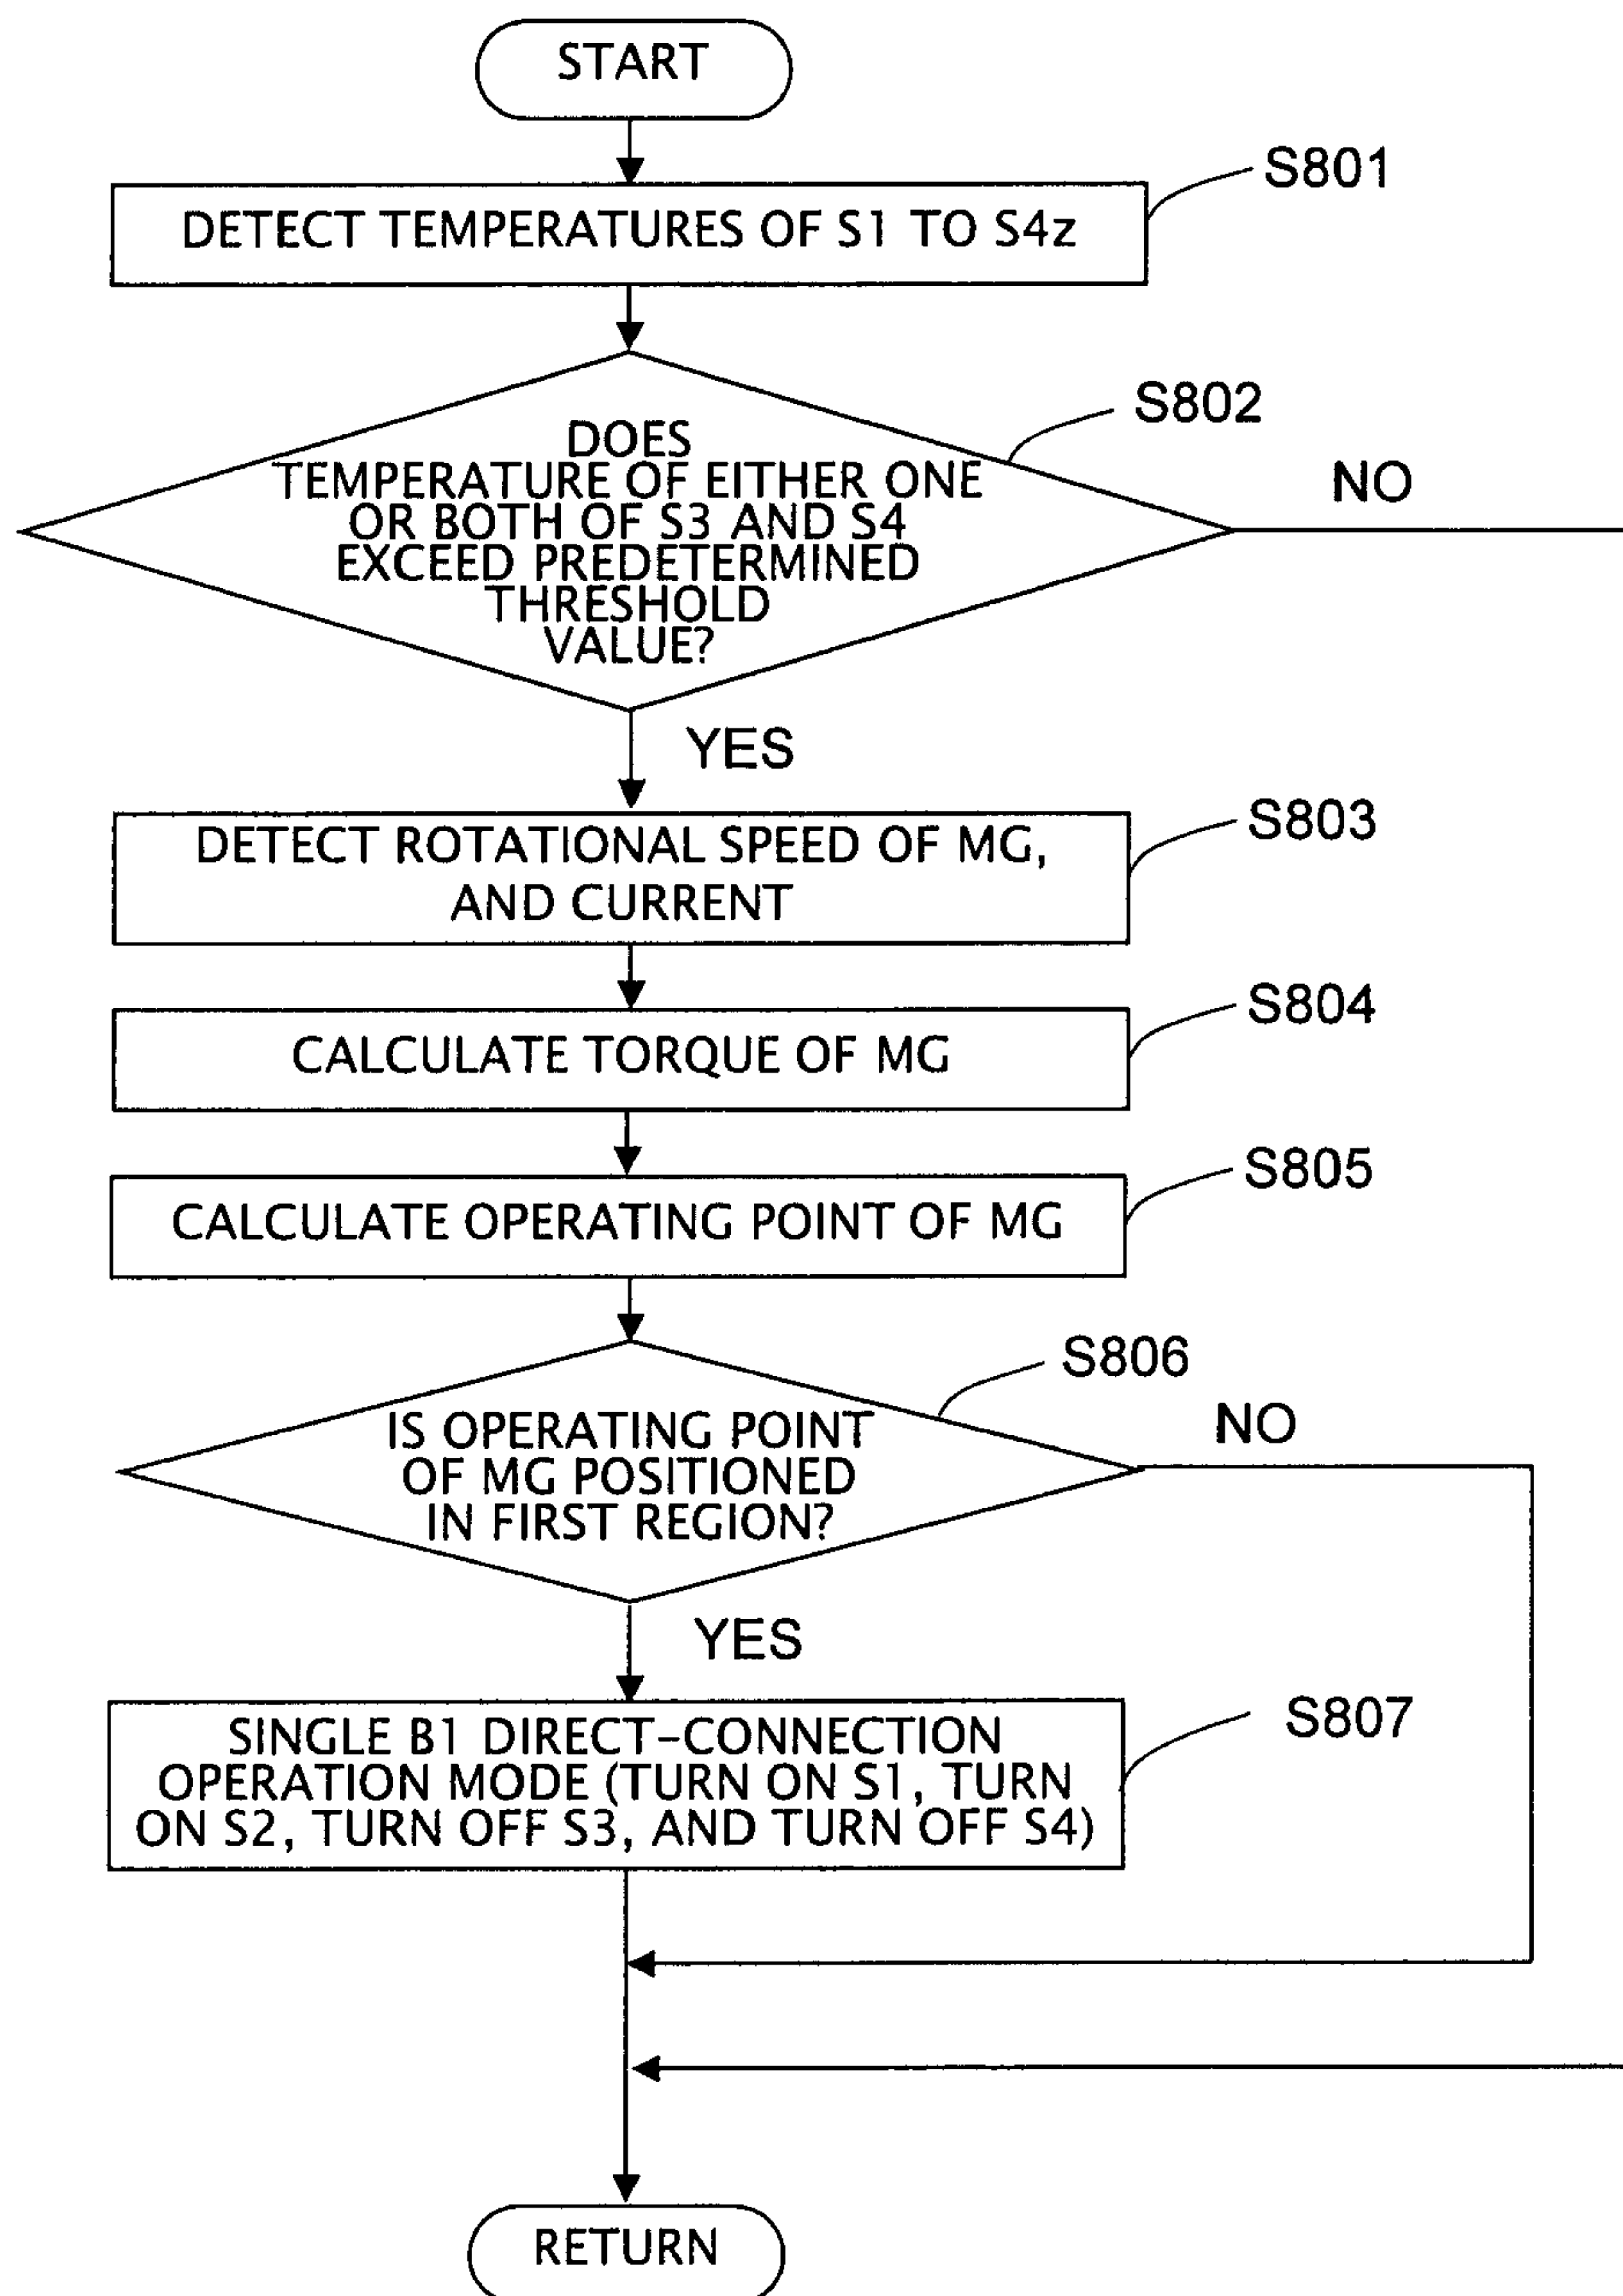 START
S801
DETECT TEMPERATURES OF S1 TO S4z
S802
DOES
TEMPERATURE OF EITHER ONE
OR BOTH OF S3 AND S4
EXCEED PREDETERMINED
THRESHOLD
VALUE?
NO
YES
S803
DETECT ROTATIONAL SPEED OF MG,
AND CURRENT
S804
CALCULATE TORQUE OF MG
S805
CALCULATE OPERATING POINT OF MG
S806
IS OPERATING POINT
OF MG POSITIONED
IN FIRST REGION?
NO
YES
S807
SINGLE B1 DIRECT-CONNECTION
OPERATION MODE (TURN ON S1, TURN
ON S2, TURN OFF S3, AND TURN OFF S4)
RETURN